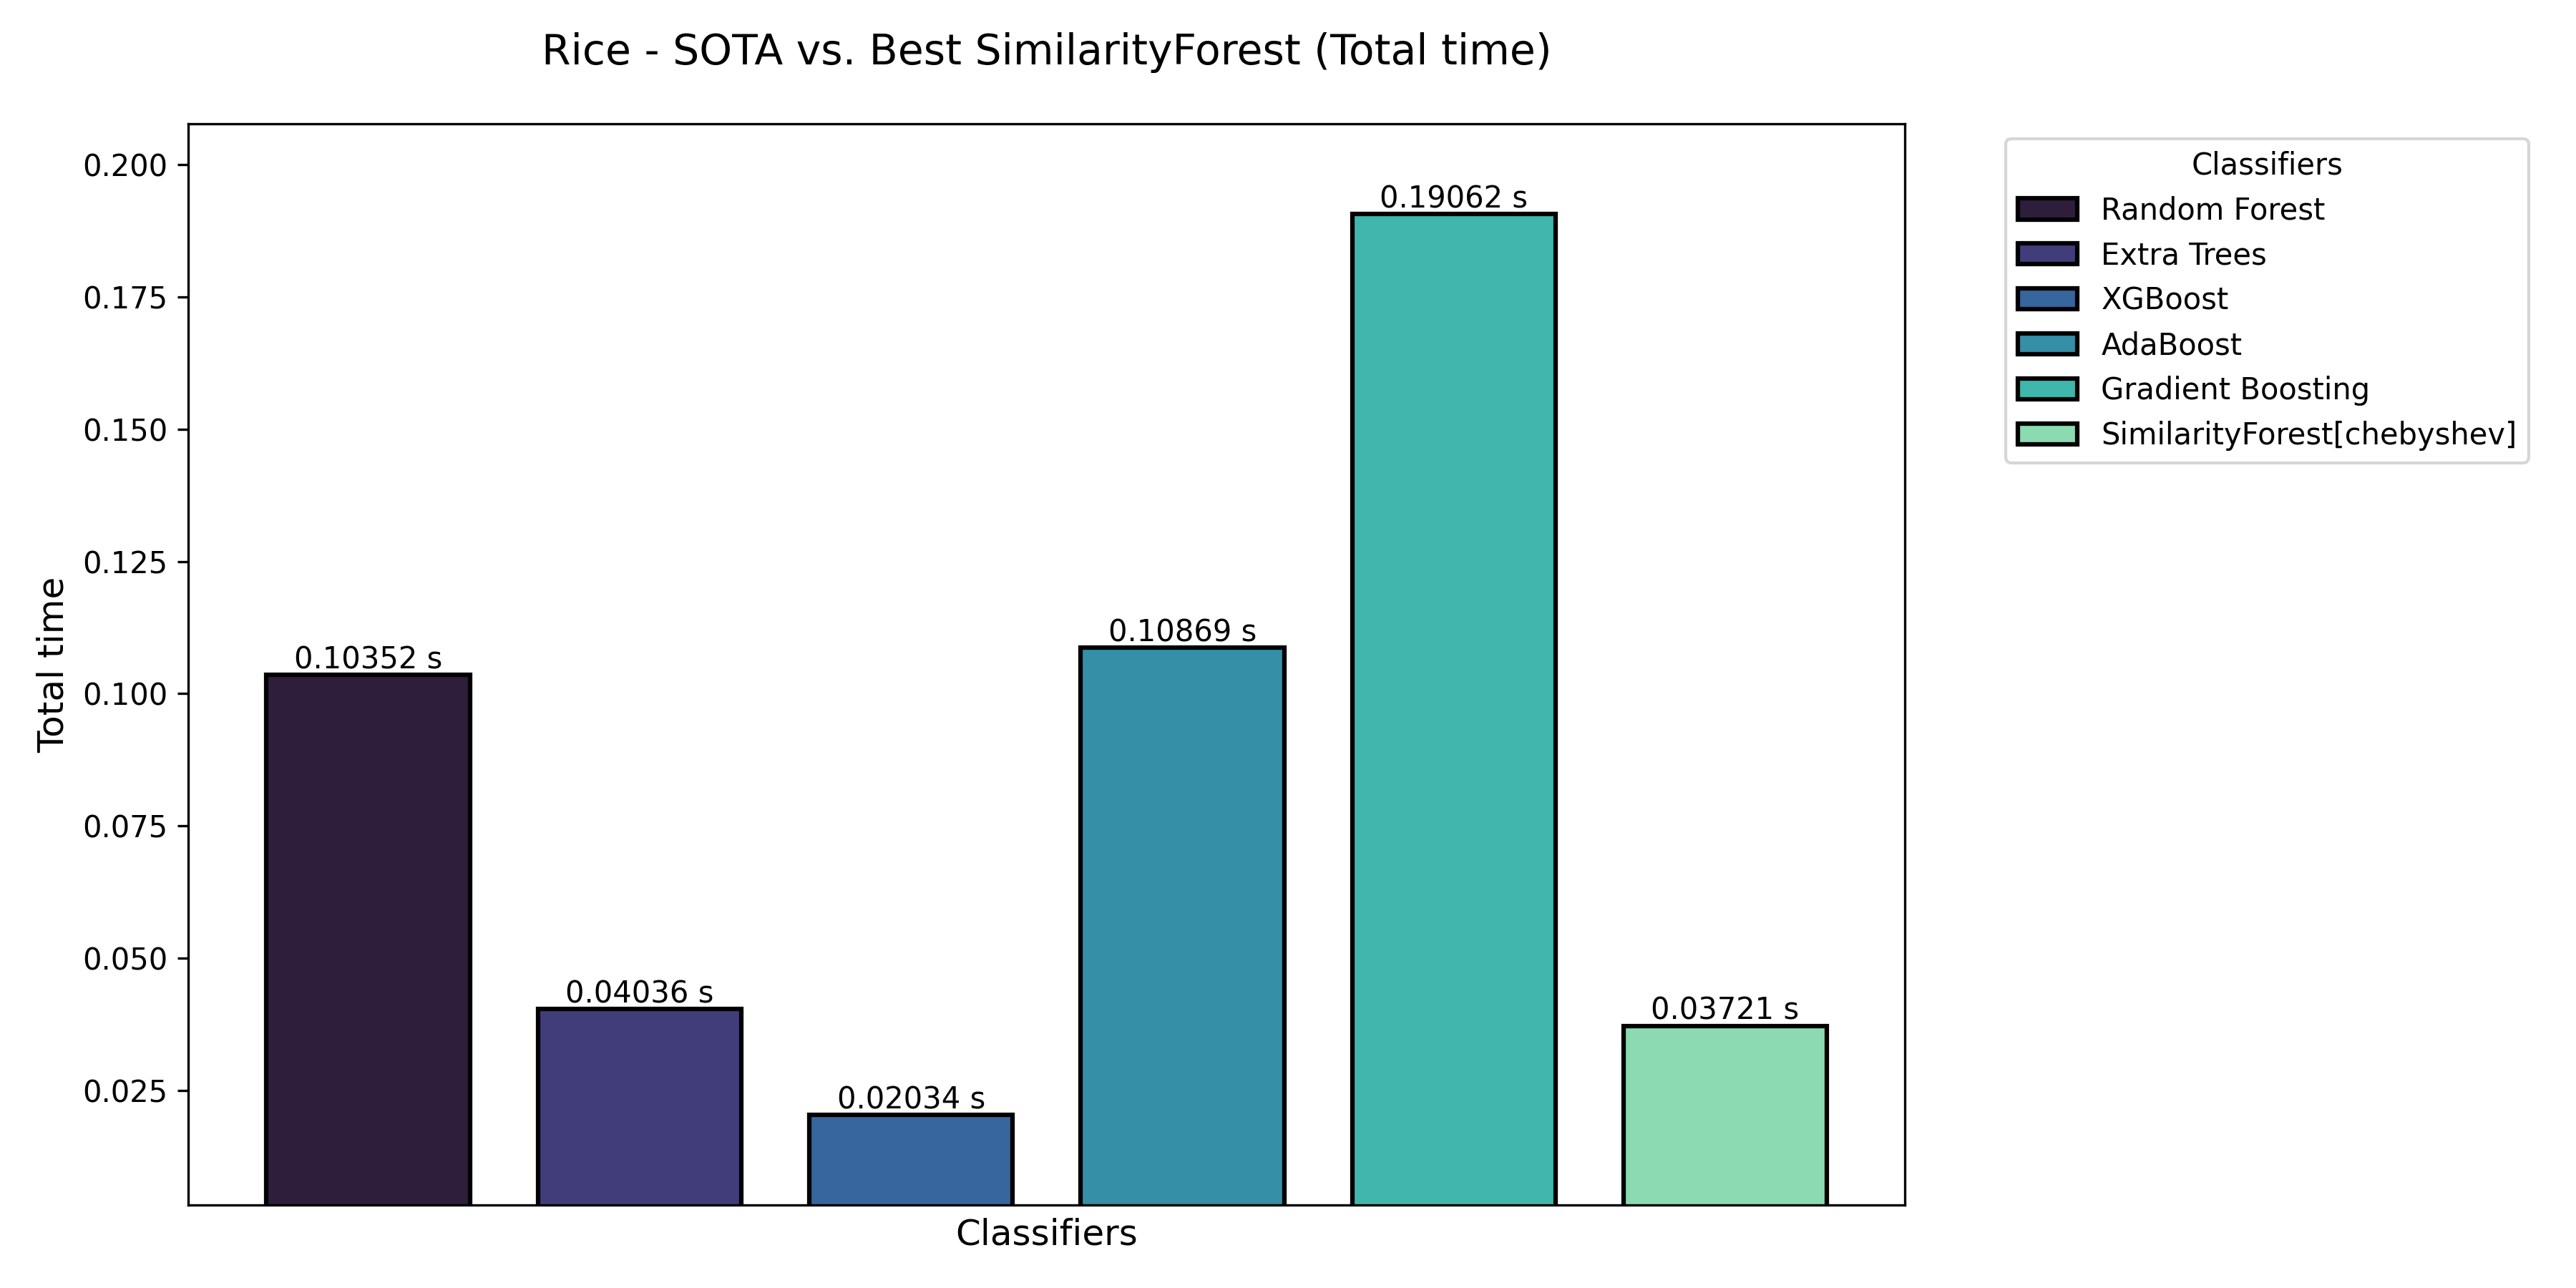 Rice - SOTA vs. Best SimilarityForest (Total time)
Total time
0.200
0.175
0.150
0.125
0.100
0.075
0.050
0.025
0.10352 s
0.04036 s
0.02034 s
0.10869 s
0.19062 s
0.03721 s
Classifiers
Classifiers
Random Forest
Extra Trees
XGBoost
AdaBoost
Gradient Boosting
SimilarityForest[chebyshev]